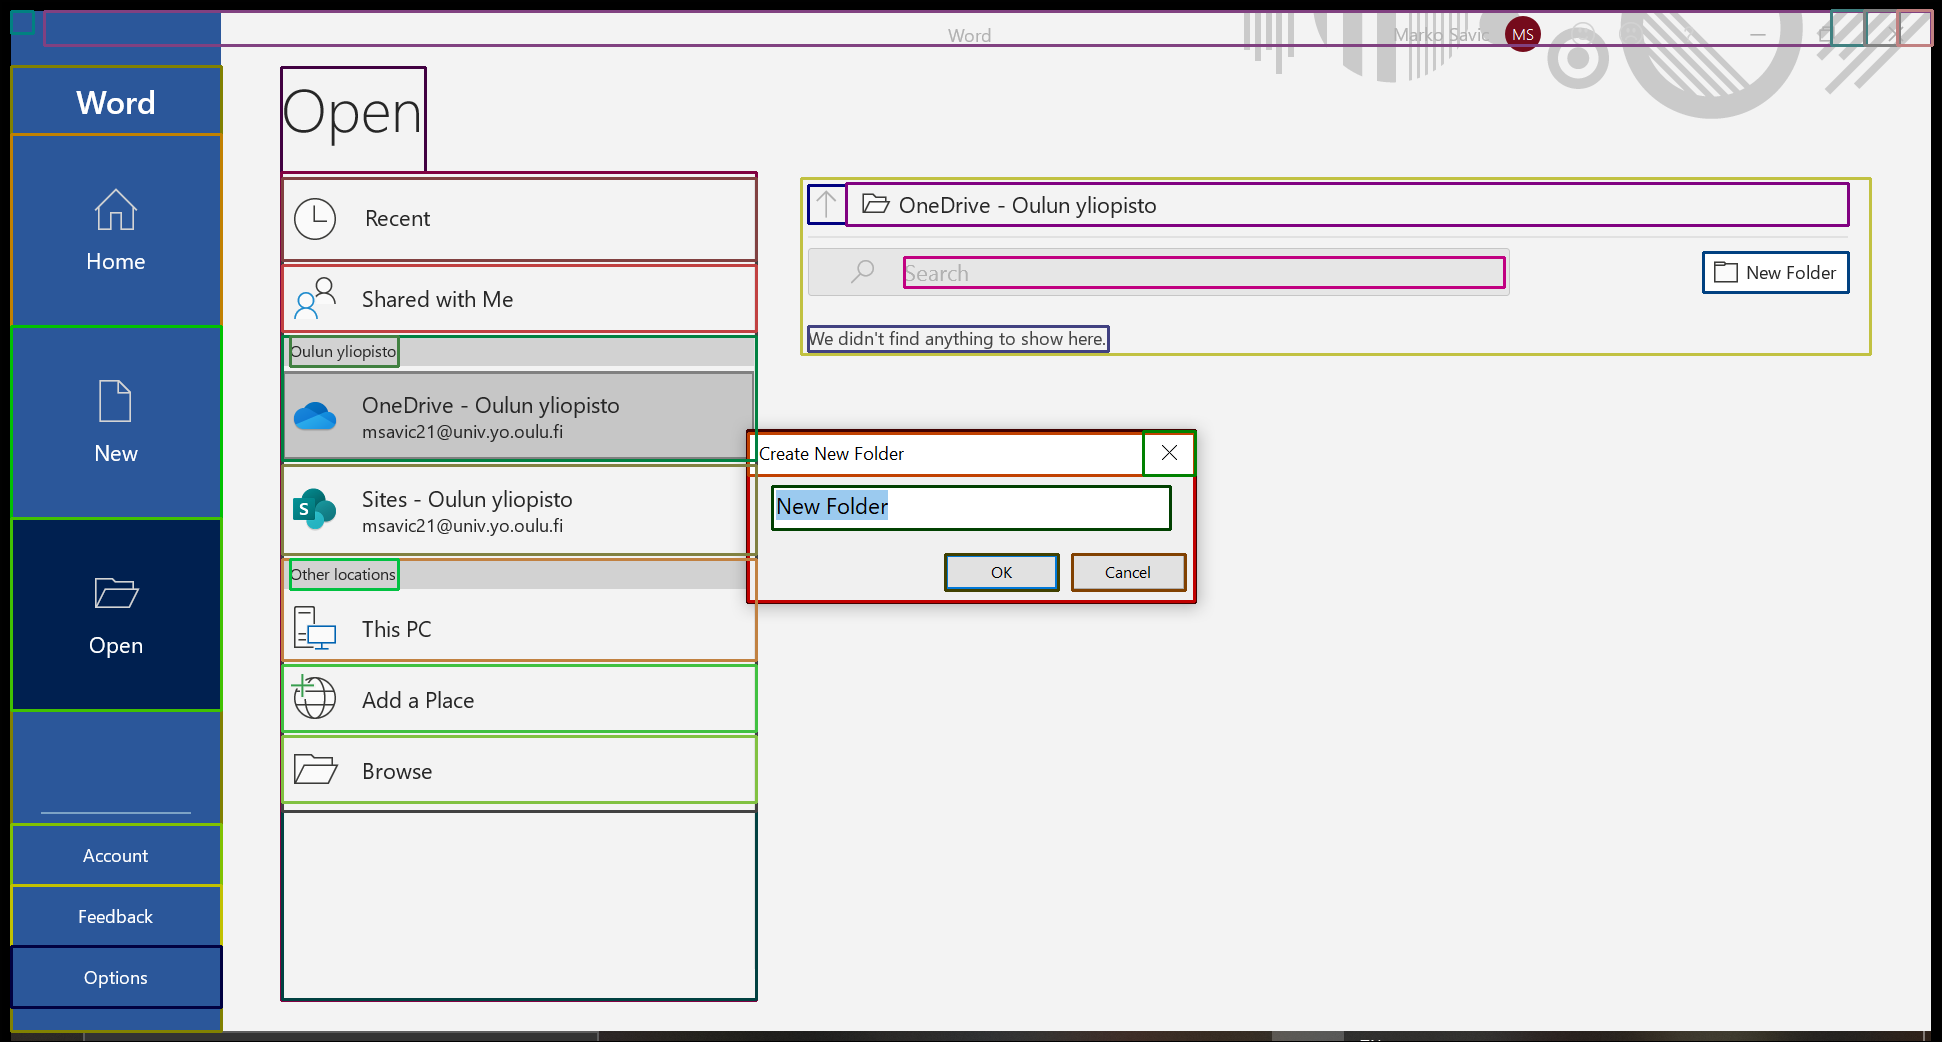 Word
Marko Savic
MS
Word
Home
New
Open
Account
Feedback
Options
Open
Recent
Shared with Me
Oulun yliopisto
OneDrive - Oulun yliopisto
msavic21@univ.yo.oulu.fi
Sites - Oulun yliopisto
msavic21@univ.yo.oulu.fi
Other locations
This PC
Add a Place
Browse
OneDrive - Oulun yliopisto
Search
New Folder
We didn't find anything to show here.
Create New Folder
New Folder
OK
Cancel